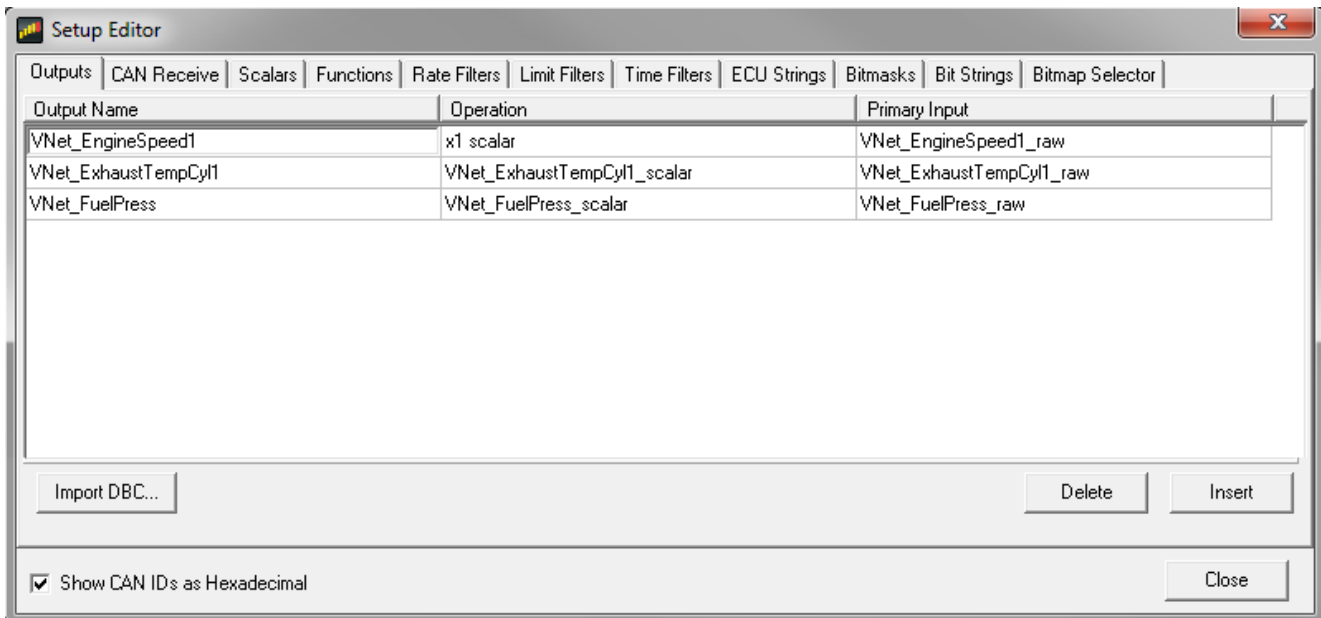 Setup Editor
Outputs CAN Receive Scalars Functions Rate Filters Limit Filters Time Filters ECU Strings Bitmasks Bit Strings Bitmap Selector
Output Name Operation Primary Input
VNet_EngineSpeed1 x1 scalar VNet_EngineSpeed1_raw
VNet_ExhaustTempCyl1 VNet_ExhaustTempCyl1_scalar VNet_ExhaustTempCyl1_raw
VNet_FuelPress VNet_FuelPress_scalar VNet_FuelPress_raw
Import DBC... Delete Insert
Show CAN IDs as Hexadecimal Close